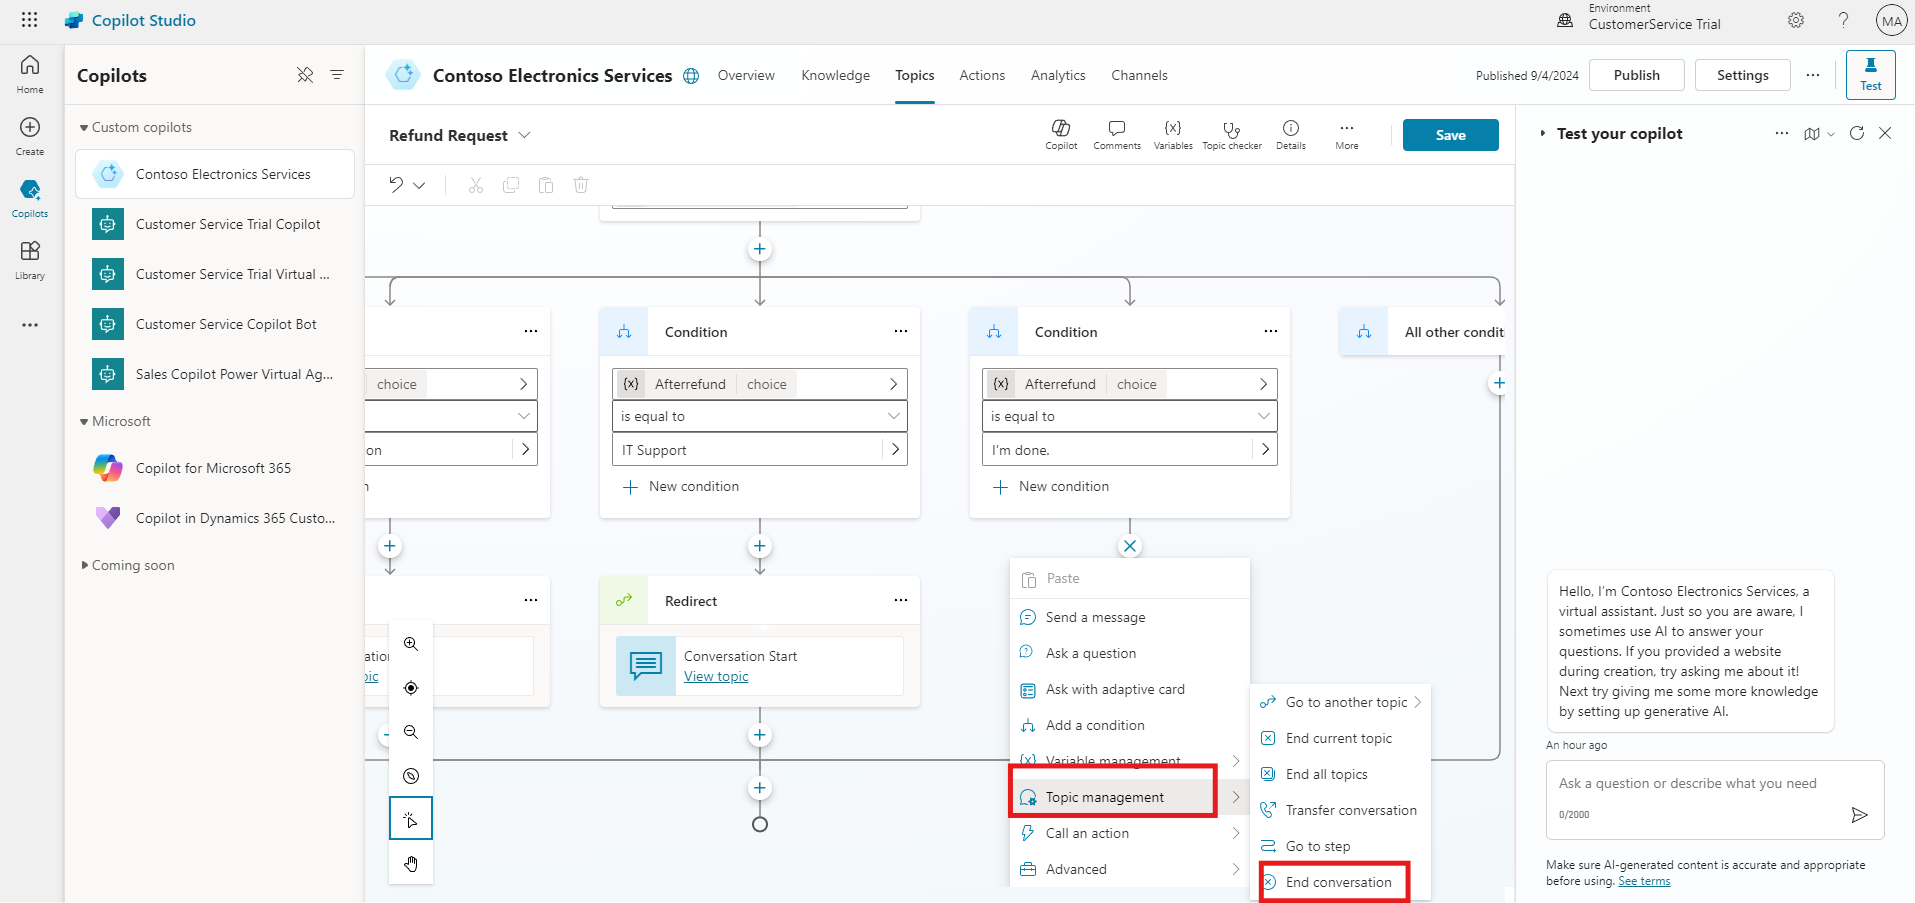 Copilot Studio
Environment
CustomerService Trial
MA
Home
Create
Copilots
Library
Copilots
Custom copilots
Contoso Electronics Services
Customer Service Trial Copilot
Customer Service Trial Virtual ...
Customer Service Copilot Bot
Sales Copilot Power Virtual Ag...
Microsoft
Copilot for Microsoft 365
Copilot in Dynamics 365 Custo...
Coming soon
Contoso Electronics Services
Overview
Knowledge
Topics
Actions
Analytics
Channels
Published 9/4/2024
Publish
Settings
Test
Refund Request
Copilot
Comments
{x}
Variables
Topic checker
Details
More
Save
choice
on
Condition
{x} Afterrefund choice
is equal to
IT Support
New condition
Condition
{x} Afterrefund choice
is equal to
I'm done.
New condition
All other condit
Redirect
Conversation Start
View topic
Paste
Send a message
Ask a question
Ask with adaptive card
Add a condition
{x} Variable management
Topic management
Call an action
Advanced
Go to another topic
End current topic
End all topics
Transfer conversation
Go to step
End conversation
Test your copilot
Hello, I'm Contoso Electronics Services, a
virtual assistant. Just so you are aware, I
sometimes use AI to answer your
questions. If you provided a website
during creation, try asking me about it!
Next try giving me some more knowledge
by setting up generative AI.
An hour ago
Ask a question or describe what you need
0/2000
Make sure AI-generated content is accurate and appropriate
before using. See terms